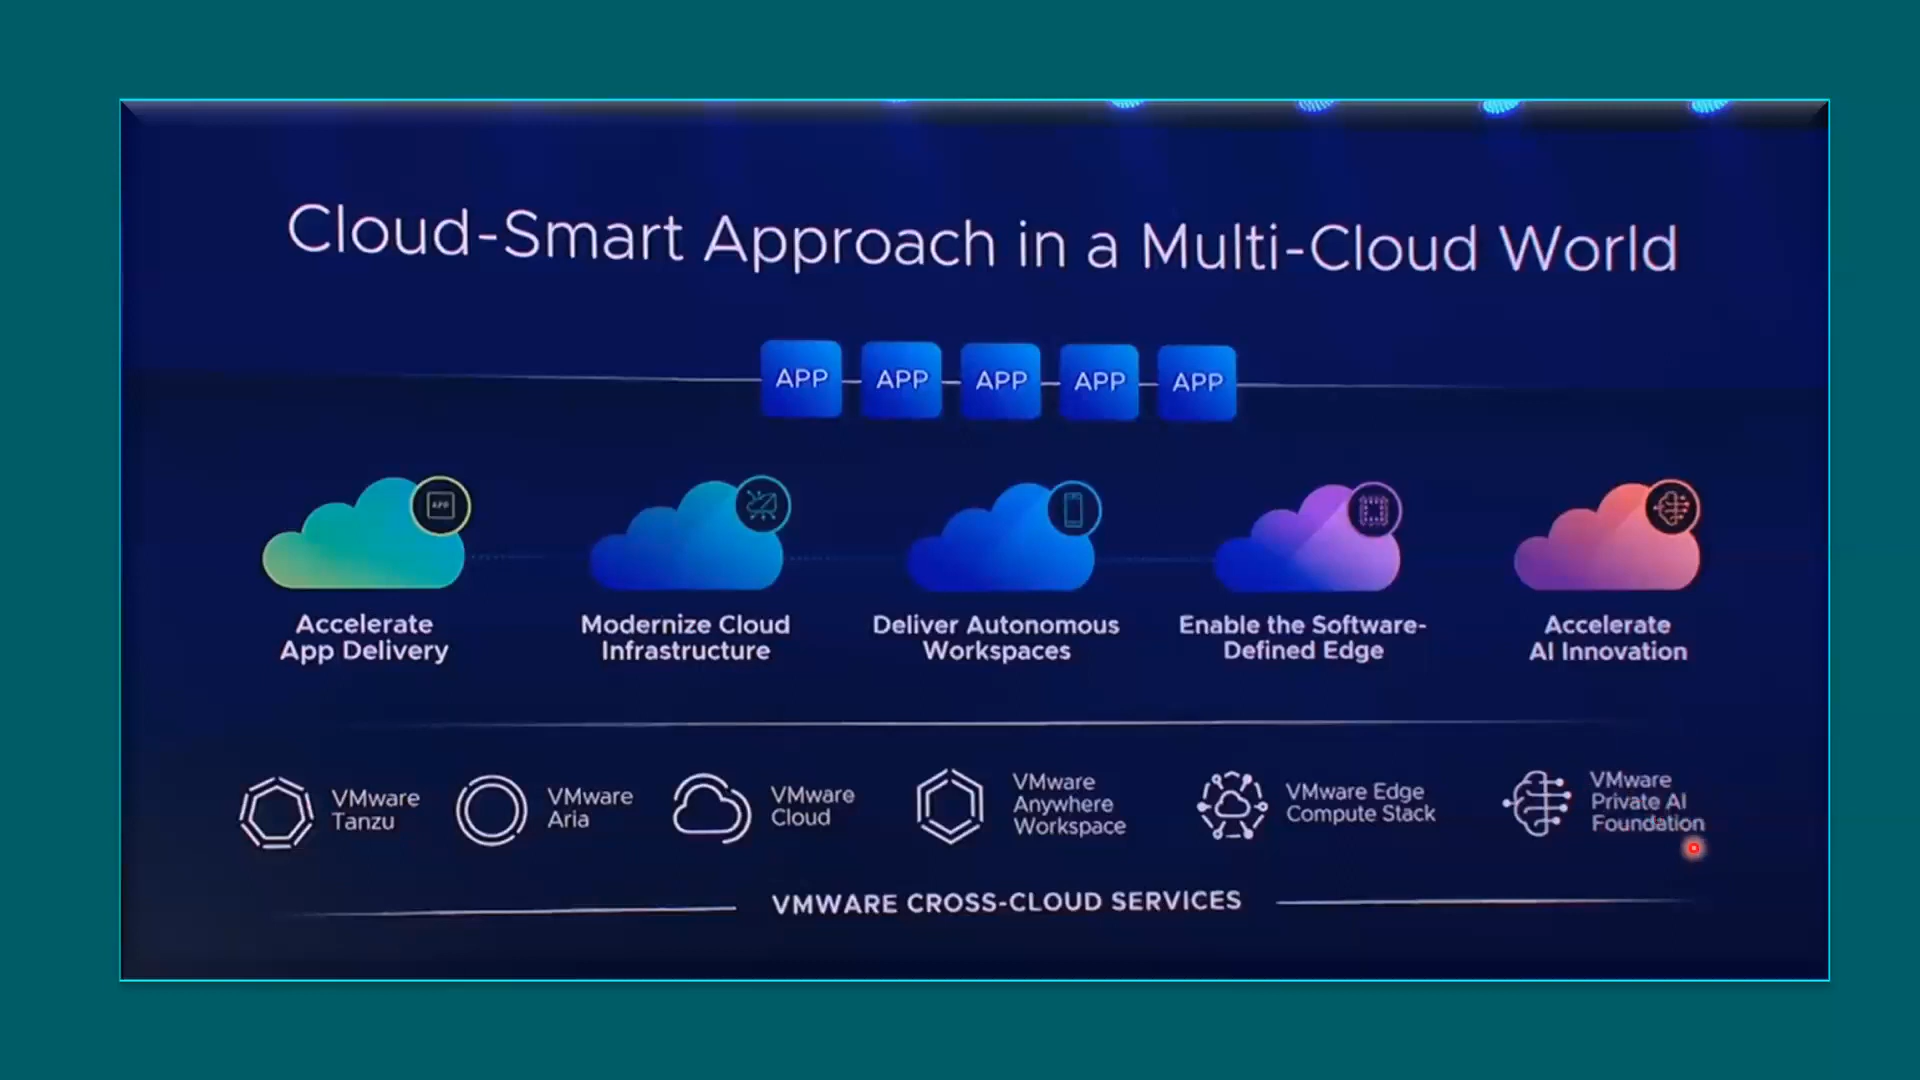 Cloud-Smart Approach in a Multi-Cloud World
APP APP APP APP APP
APP
Accelerate
App Delivery
Modernize Cloud
Infrastructure
Deliver Autonomous
Workspaces
Enable the Software-
Defined Edge
Accelerate
AI Innovation
VMware
Tanzu
VMware
Aria
VMware
Cloud
VMware
Anywhere
Workspace
VMware Edge
Compute Stack
VMware
Private AI
Foundation
VMWARE CROSS-CLOUD SERVICES